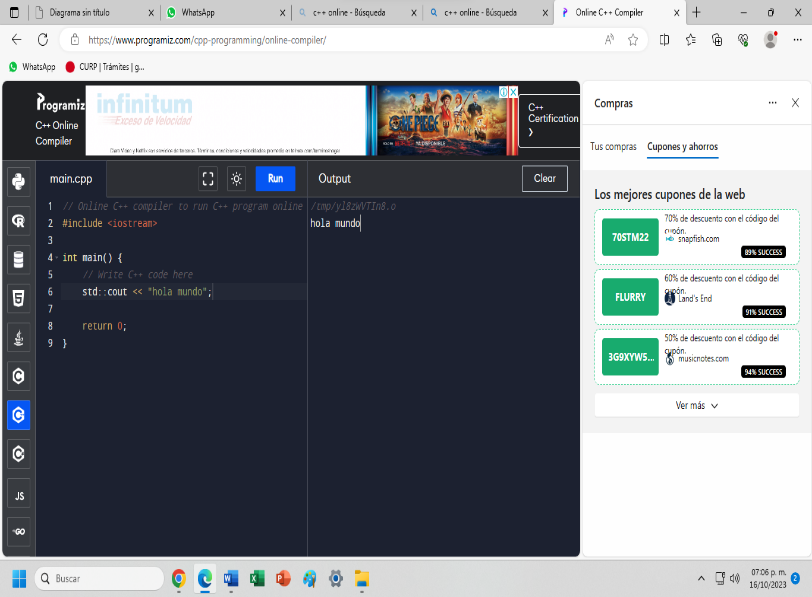 Diagrama sin título
WhatsApp
c++ online - Búsqueda
c++ online - Búsqueda
Online C++ Compiler
https://www.programiz.com/cpp-programming/online-compiler/
WhatsApp
CURP | Trámites | g...
Programiz
C++ Online
Compiler
infinitum
Exceso de Velocidad
ONE PIECE
C++
Certification
main.cpp
Run
Output
Clear
1 // Online C++ compiler to run C++ program online
2 #include <iostream>
3
4 int main() {
5 // Write C++ code here
6 std::cout << "hola mundo";
7
8 return 0;
9 }
/tmp/yl8zWVTIn8.o
hola mundo
JS
GO
Compras
Tus compras
Cupones y ahorros
Los mejores cupones de la web
70STM22
70% de descuento con el código del
cupón.
snapfish.com
89% SUCCESS
FLURRY
60% de descuento con el código del
cupón.
Land's End
91% SUCCESS
3G9XYW5...
50% de descuento con el código del
cupón.
musicnotes.com
94% SUCCESS
Ver más
Buscar
07:06 p. m.
16/10/2023
2